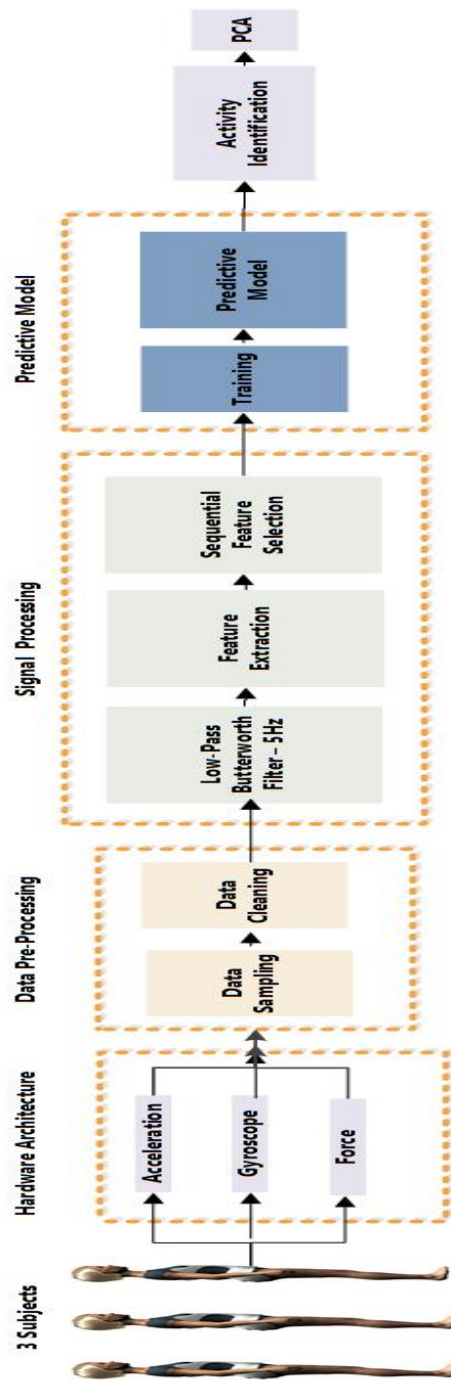 3 Subjects
Hardware Architecture
Acceleration
Gyroscope
Force
Data Pre-Processing
Data
Sampling
Data
Cleaning
Signal Processing
Low-Pass
Butterworth
Filter – 5Hz
Feature
Extraction
Sequential
Feature
Selection
Predictive Model
Training
Predictive
Model
Activity
Identification
PCA